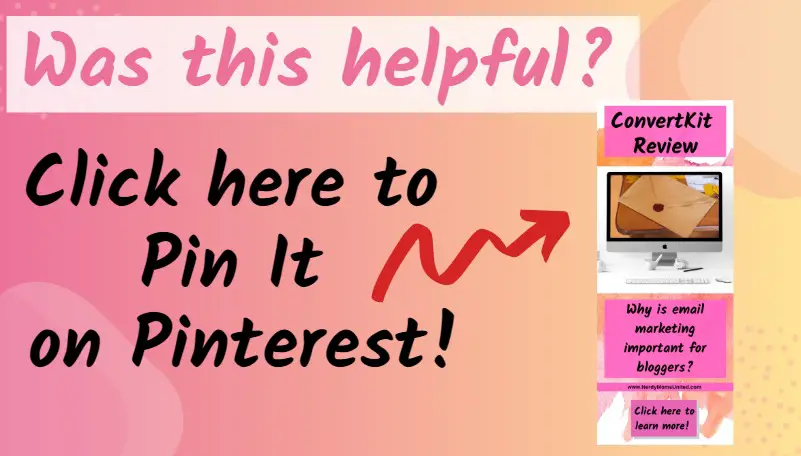 Was this helpful?
Click here to
Pin It
on Pinterest!
ConvertKit
Review
Why is email
marketing
important for
bloggers?
www.NerdyMomsUnited.com
Click here to
learn more!